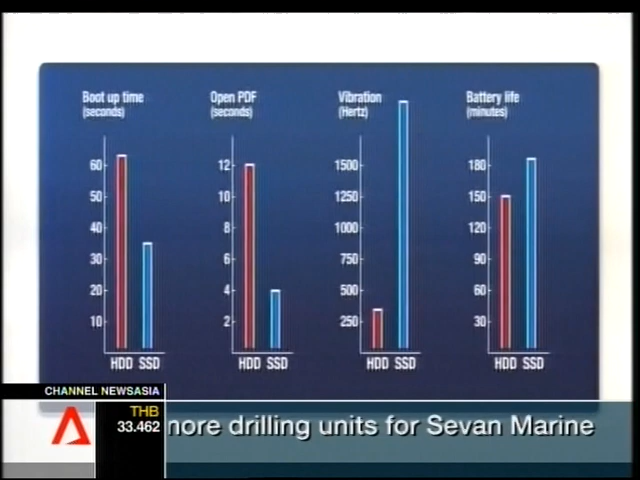 Boot up time
(seconds)
60
50
40
30
20
10
HDD SSD
Open PDF
(seconds)
12
10
8
6
4
2
HDD SSD
Vibration
(Hertz)
1500
1250
1000
750
500
250
HDD SSD
Battery life
(minutes)
180
150
120
90
60
30
HDD SSD
CHANNEL NEWSASIA
THB
33.462
more drilling units for Sevan Marine